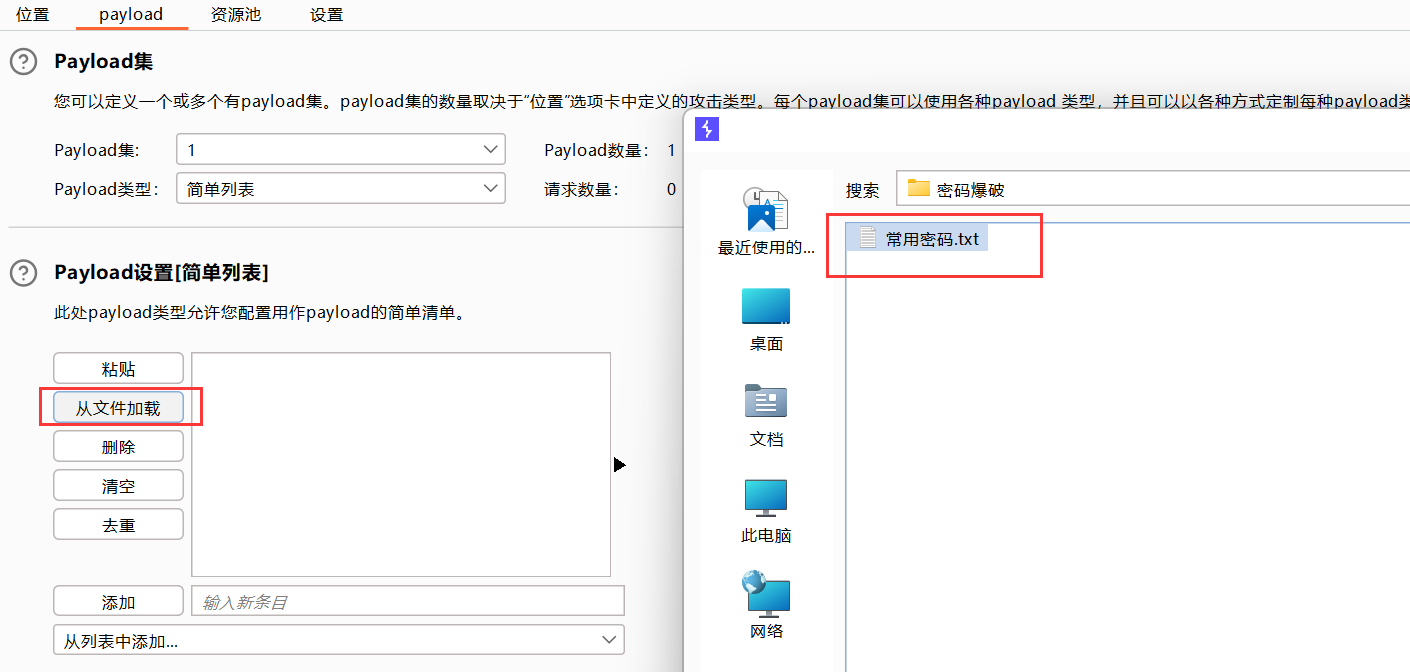 位置 payload 资源池 设置
Payload集
您可以定义一个或多个有payload集。payload集的数量取决于“位置”选项卡中定义的攻击类型。每个payload集可以使用各种payload 类型，并且可以以各种方式定制每种payload类
Payload集: 1 Payload数量: 1
Payload类型: 简单列表 请求数量: 0
Payload设置[简单列表]
此处payload类型允许您配置用作payload的简单清单。
粘贴
从文件加载
删除
清空
去重
添加 输入新条目
从列表中添加...
搜索 密码爆破
常用密码.txt
最近使用的...
桌面
文档
此电脑
网络